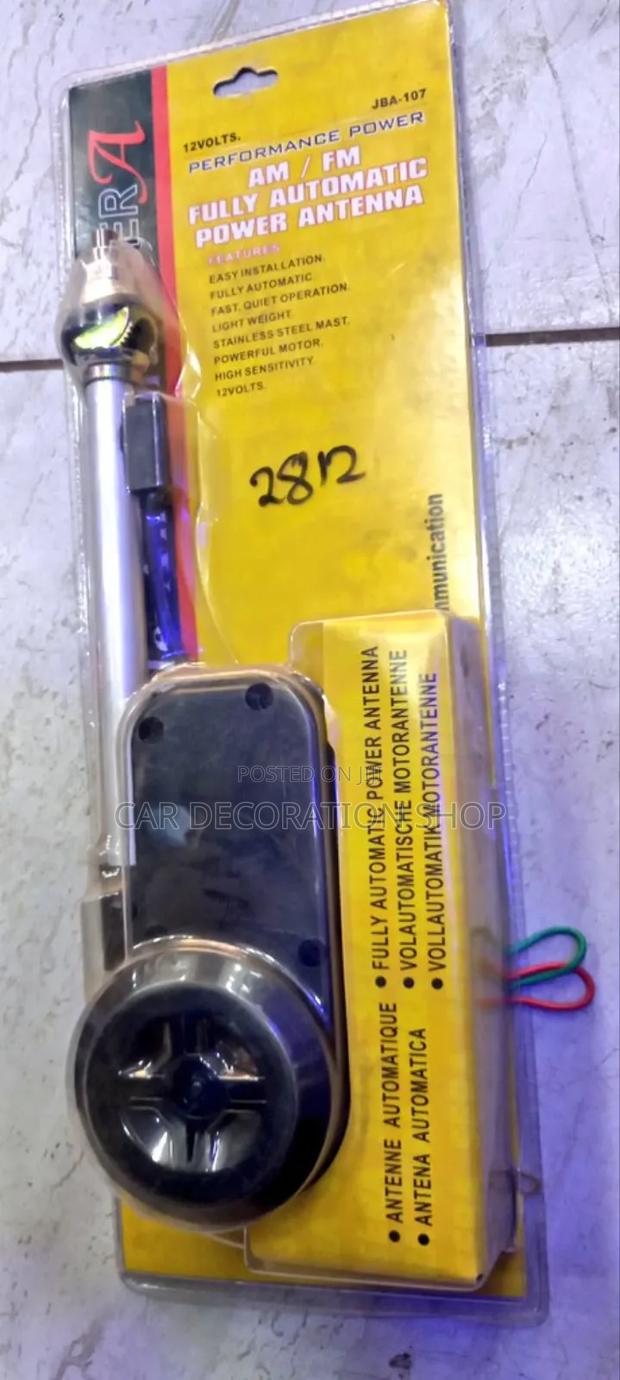 12VOLTS.
JBA-107
PERFORMANCE POWER
AM / FM
FULLY AUTOMATIC
POWER ANTENNA
FEATURES
EASY INSTALLATION.
FULLY AUTOMATIC
FAST, QUIET OPERATION.
LIGHT WEIGHT.
STAINLESS STEEL MAST.
POWERFUL MOTOR.
HIGH SENSITIVITY.
12VOLTS.
2812
• FULLY AUTOMATIC POWER ANTENNA
• VOLAUTOMATISCHE MOTORANTENNE
• VOLLAUTOMATIK MOTORANTENNE
• ANTENNE AUTOMATIQUE
• ANTENA AUTOMATICA
POSTED ON JIJI
CAR DECORATION SHOP